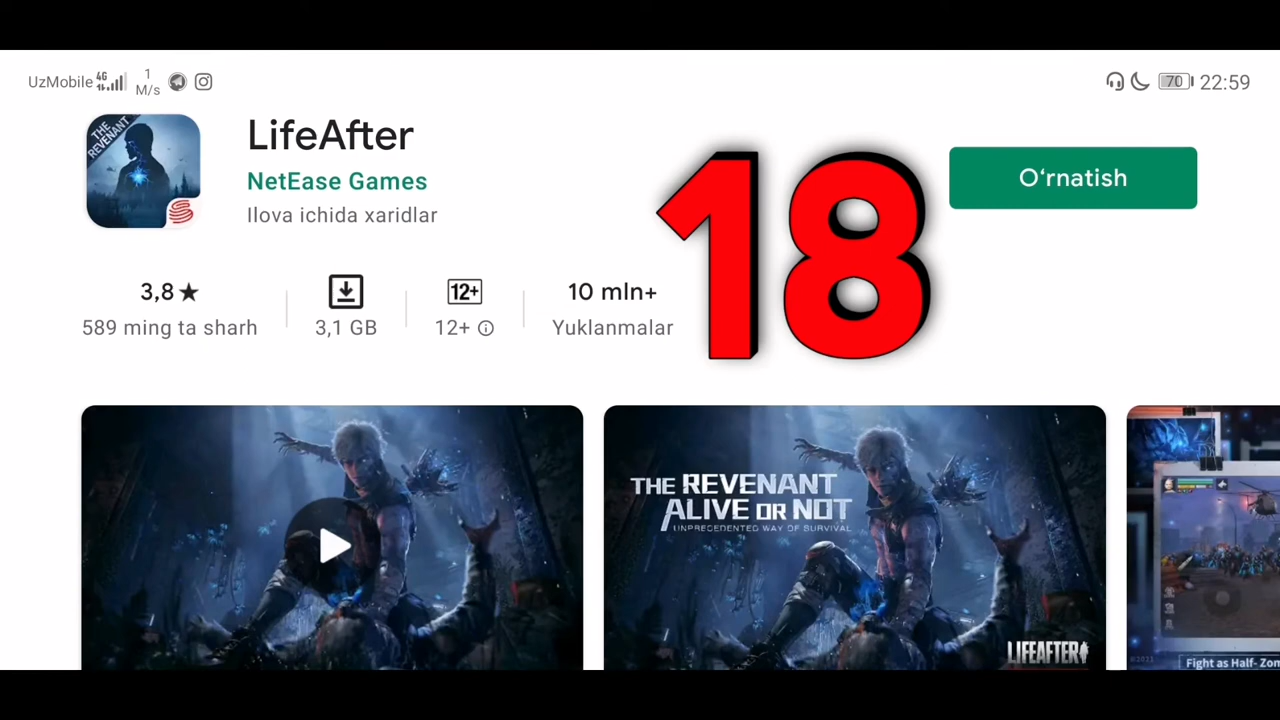 UzMobile 4G 1 M/s 70 22:59
THE REVENANT
LifeAfter
NetEase Games
Ilova ichida xaridlar
18
Oʻrnatish
3,8★ 12+ 10 mln+
589 ming ta sharh 3,1 GB 12+ Yuklanmalar
THE REVENANT
ALIVE OR NOT
UNPRECEDENTED WAY OF SURVIVAL
LIFEAFTER
Fight as Half- Zom